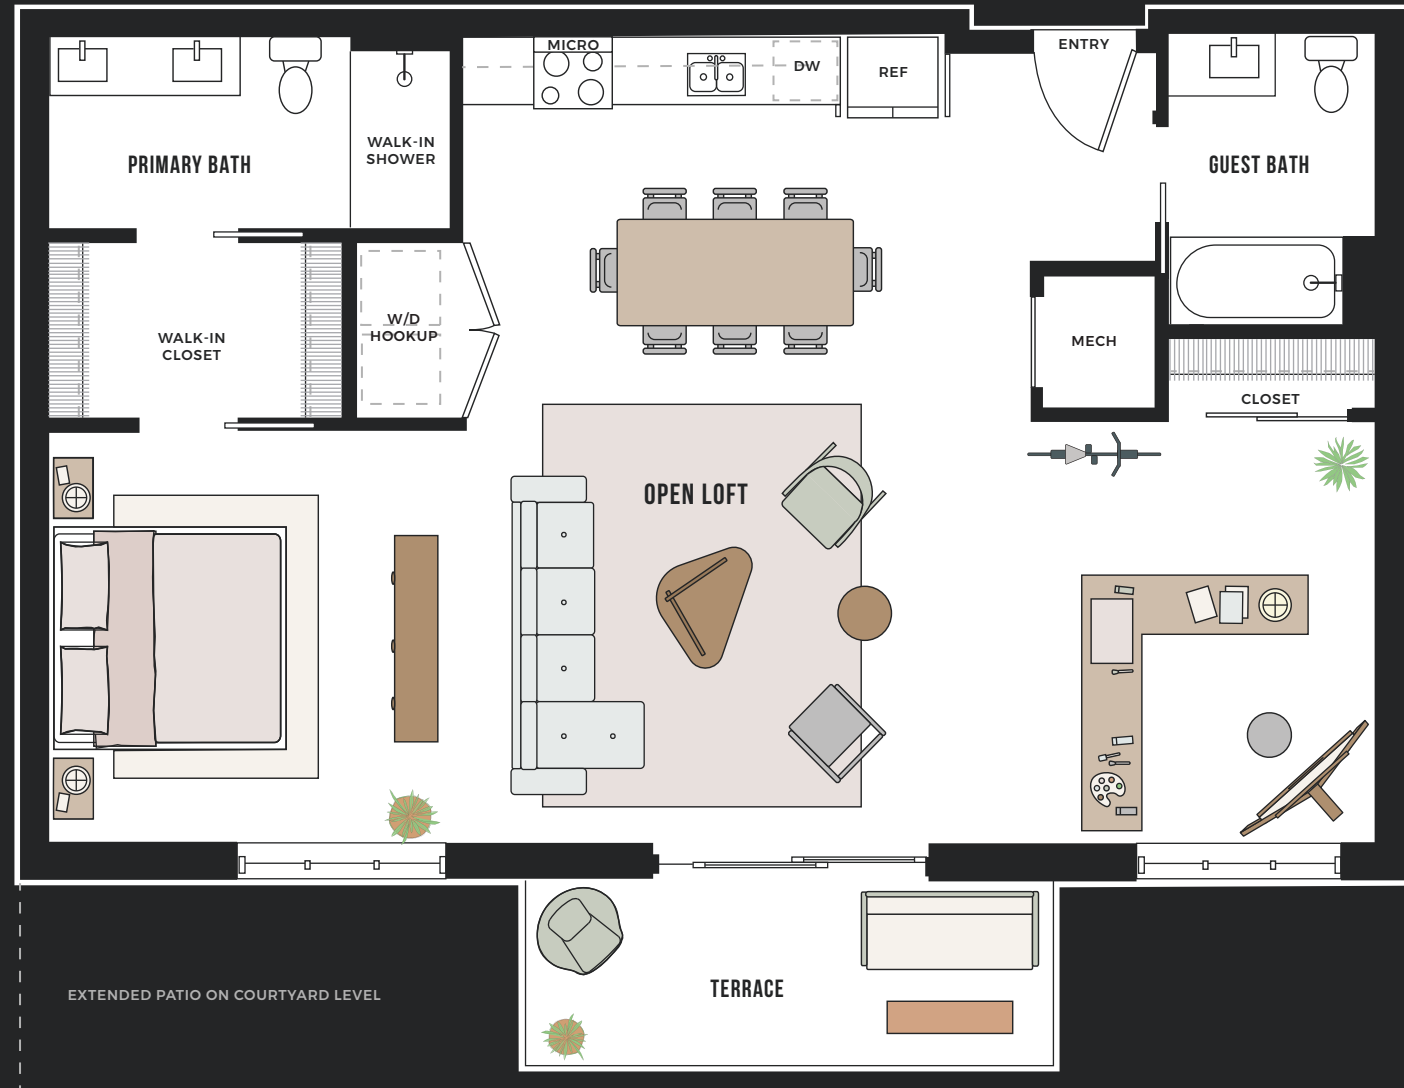 MICRO
ENTRY
DW
REF
WALK-IN
SHOWER
PRIMARY BATH
GUEST BATH
W/D
HOOKUP
WALK-IN
CLOSET
MECH
CLOSET
OPEN LOFT
TERRACE
EXTENDED PATIO ON COURTYARD LEVEL